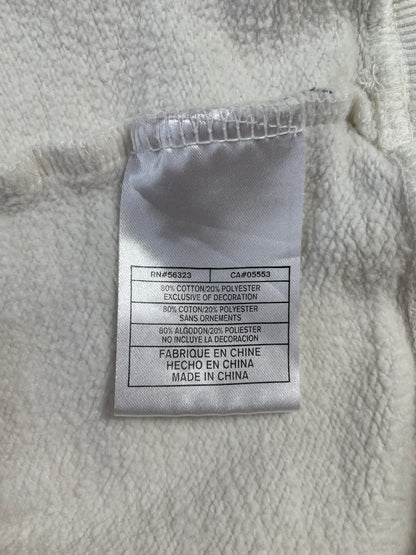 RN#56323 CA#05553
80% COTTON/20% POLYESTER
EXCLUSIVE OF DECORATION
80% COTTON/20% POLYESTER
SANS ORNEMENTS
80% ALGODON/20% POLIESTER
NO INCLUYE LA DECORACION
FABRIQUE EN CHINE
HECHO EN CHINA
MADE IN CHINA